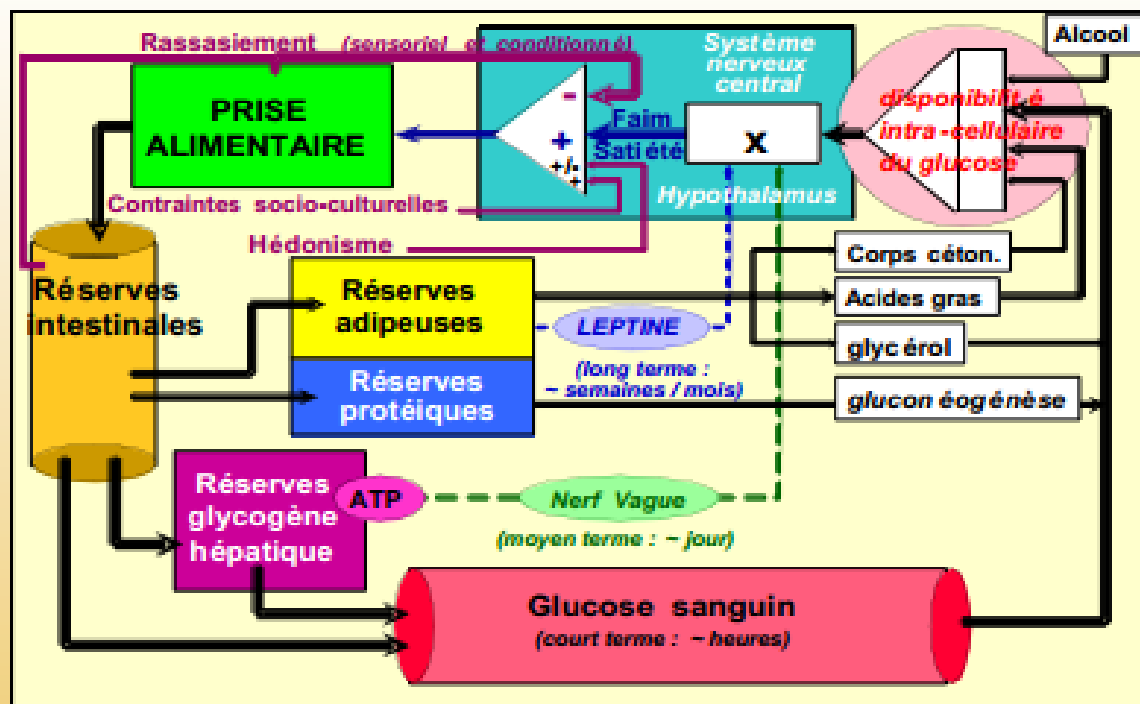 Alcool
Rassasiement (sensoriel et conditionné)
Système
nerveux
central
PRISE
ALIMENTAIRE
-
+
+/-
+
Faim
Satiété
x
disponibilité
intra-cellulaire
du glucose
Hypothalamus
Contraintes socio-culturelles
Hédonisme
Corps céton.
Réserves
intestinales
Réserves
adipeuses
Acides gras
LEPTINE
glycérol
(long terme :
~ semaines / mois)
Réserves
protéiques
gluconéogénèse
Réserves
glycogène
hépatique
ATP
Nerf Vague
(moyen terme : ~ jour)
Glucose sanguin
(court terme : ~ heures)